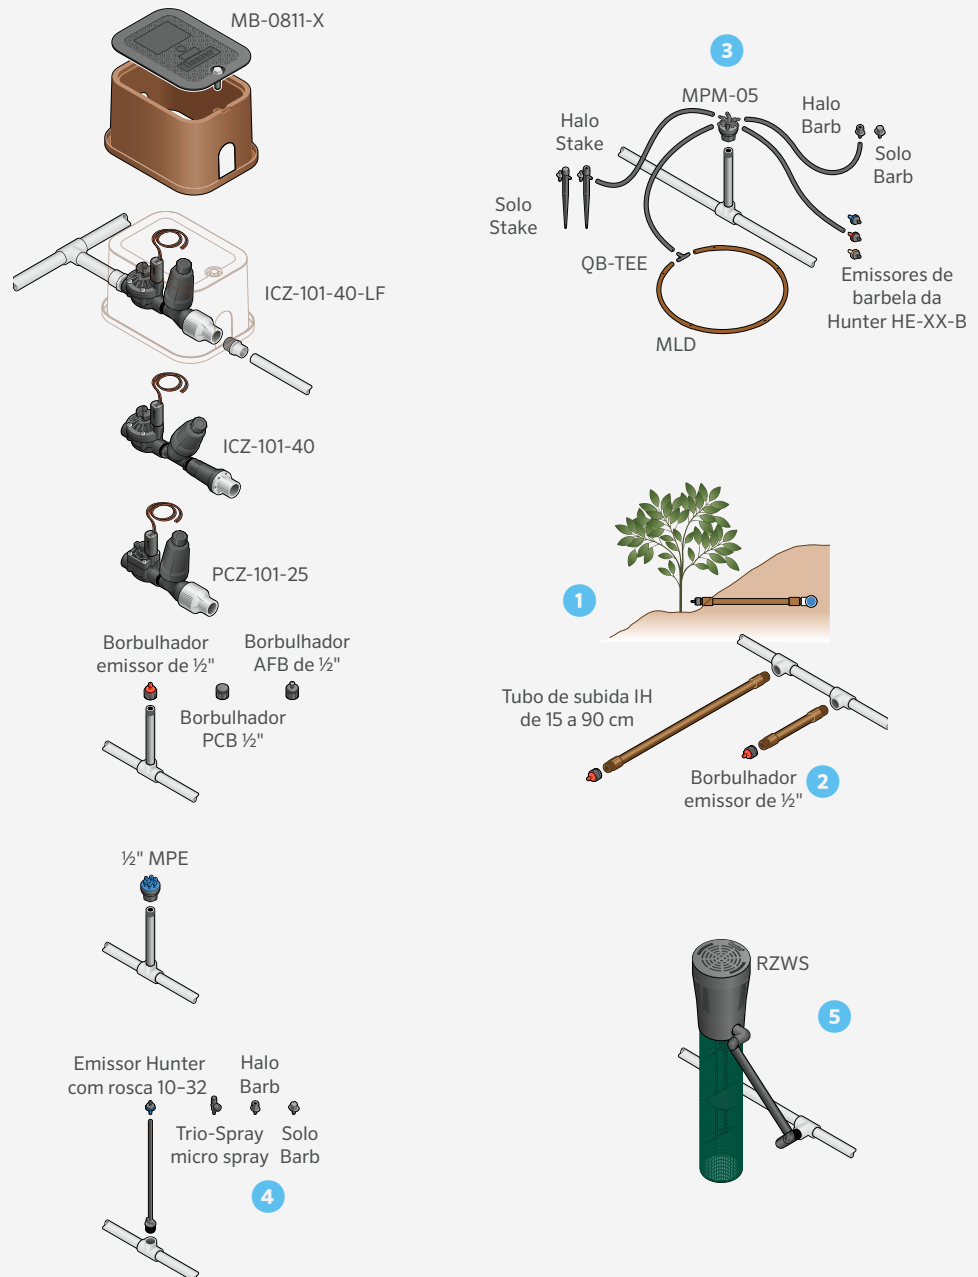 MB-0811-X
ICZ-101-40-LF
ICZ-101-40
PCZ-101-25
Borbulhador
emissor de ½"
Borbulhador
AFB de ½"
Borbulhador
PCB ½"
½" MPE
Emissor Hunter
com rosca 10–32
Halo
Barb
Trio-Spray
micro spray
Solo
Barb
4
3
MPM-05
Halo
Stake
Halo
Barb
Solo
Barb
Solo
Stake
QB-TEE
MLD
Emissores de
barbela da
Hunter HE-XX-B
1
Tubo de subida IH
de 15 a 90 cm
Borbulhador
emissor de ½"
2
RZWS
5